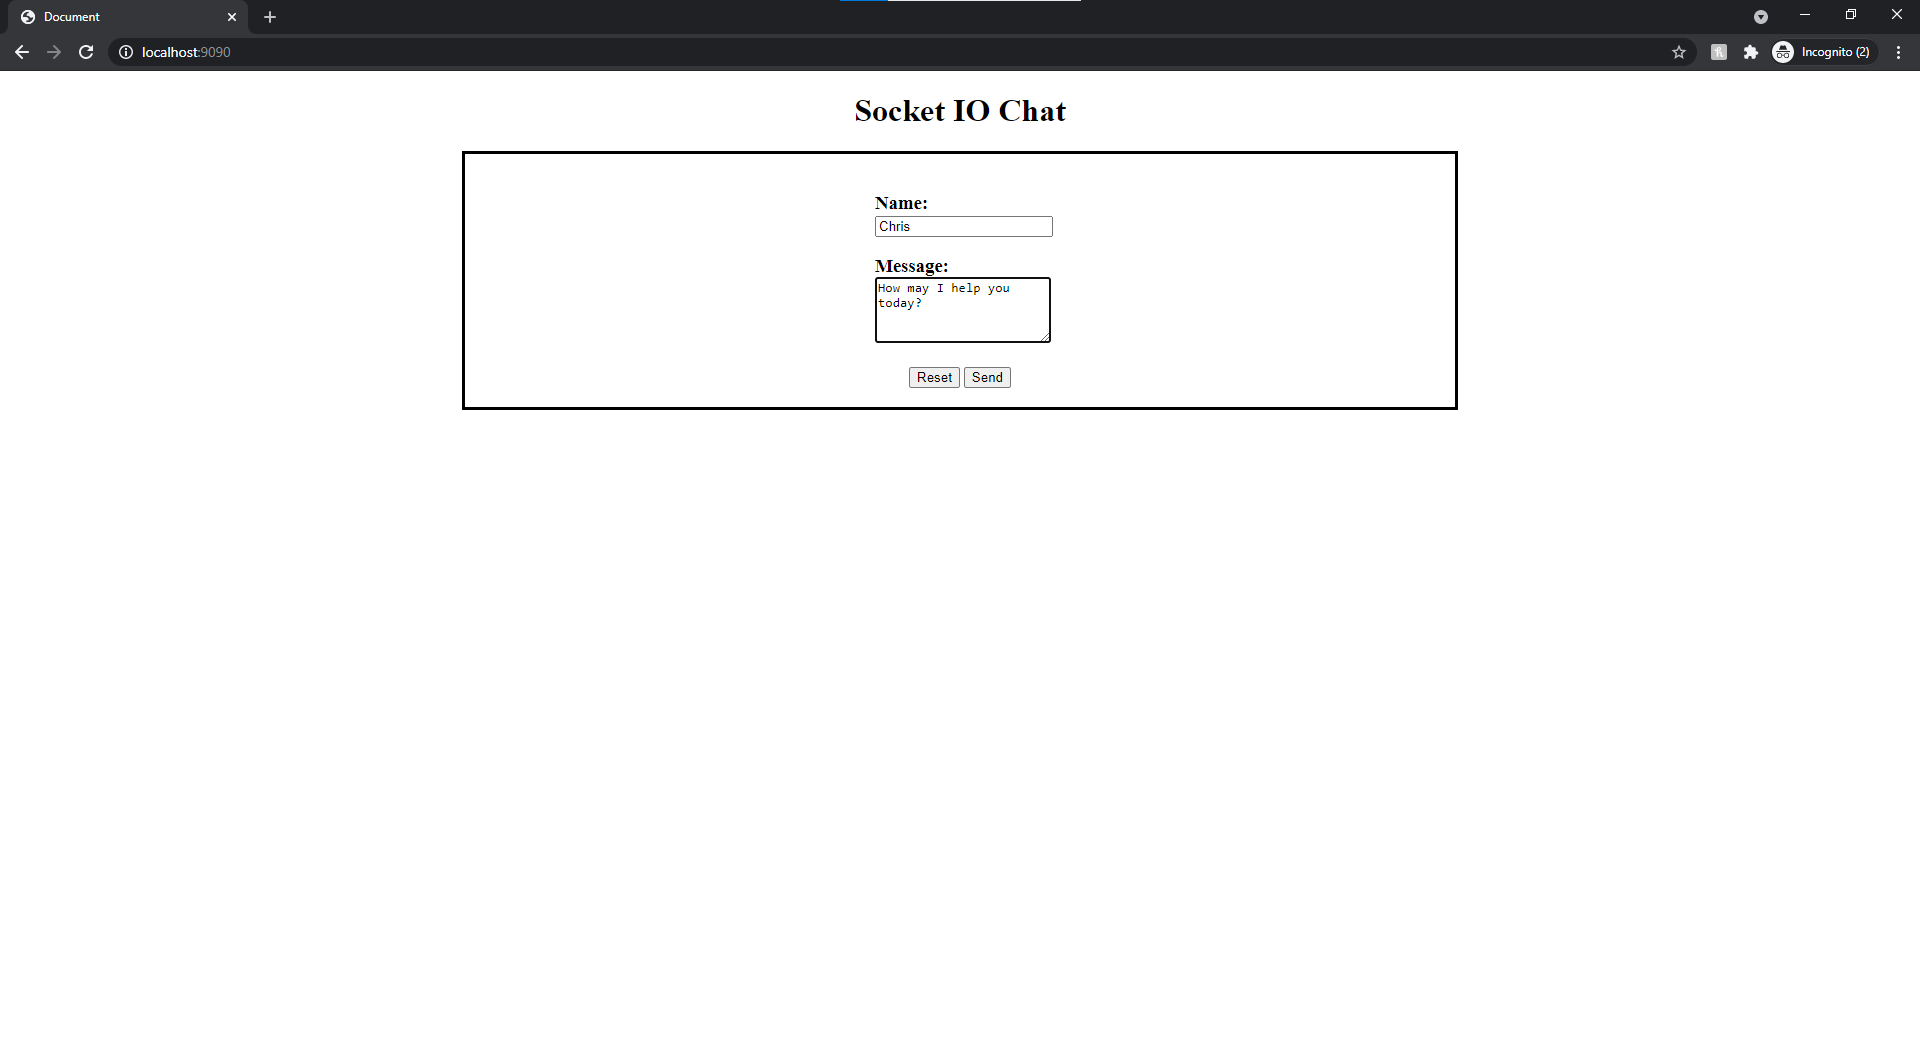 Document
localhost:9090
Incognito (2)
Socket IO Chat
Name:
Chris
Message:
How may I help you
today?
Reset Send